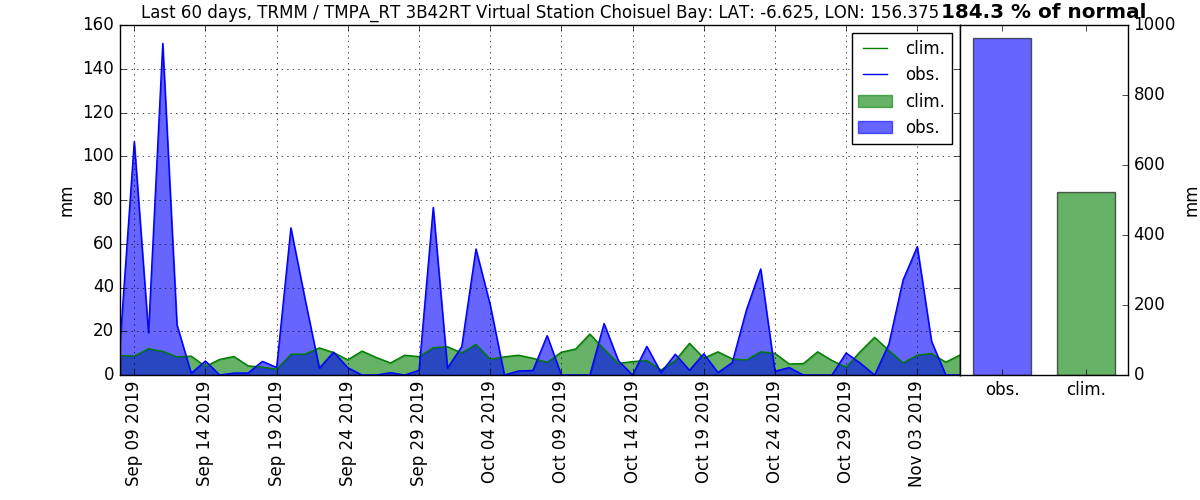 Last 60 days, TRMM / TMPA_RT 3B42RT Virtual Station Choisuel Bay: LAT: -6.625, LON: 156.375
184.3 % of normal
160
140
120
100
80
60
40
20
0
mm
clim.
obs.
clim.
obs.
Sep 09 2019
Sep 14 2019
Sep 19 2019
Sep 24 2019
Sep 29 2019
Oct 04 2019
Oct 09 2019
Oct 14 2019
Oct 19 2019
Oct 24 2019
Oct 29 2019
Nov 03 2019
1000
800
600
400
200
0
mm
obs.
clim.